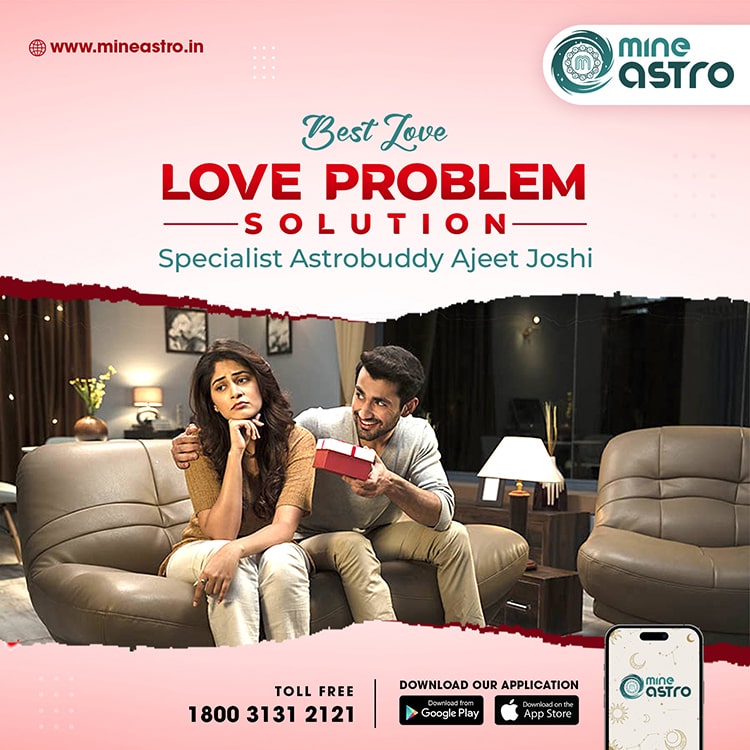 www.mineastro.in
mine
astro
Best Love
LOVE PROBLEM
SOLUTION
Specialist Astrobuddy Ajeet Joshi
TOLL FREE
1800 3131 2121
DOWNLOAD OUR APPLICATION
Download from
Google Play
Download on the
App Store
mine
astro